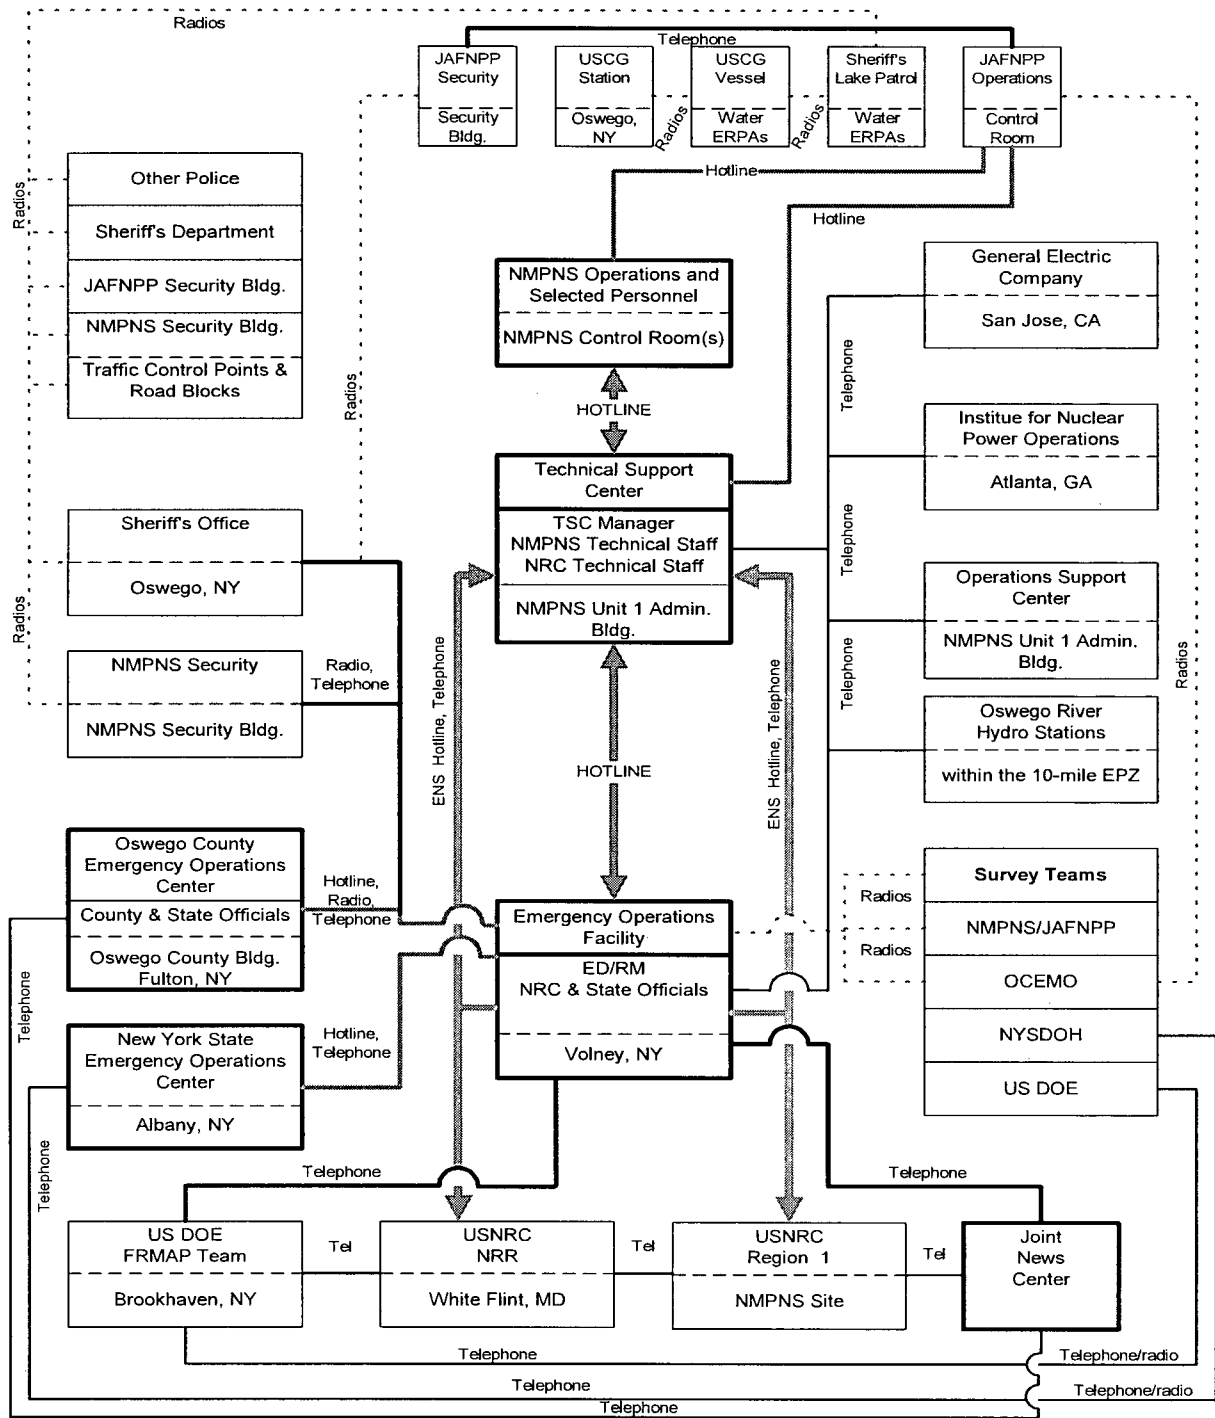 Radios
Telephone
JAFNPP
Security
Security
Bldg.
USCG
Station
Oswego,
NY
Radios
USCG
Vessel
Water
ERPAs
Radios
Sheriff's
Lake Patrol
Water
ERPAs
JAFNPP
Operations
Control
Room
Hotline
Hotline
Radios
Other Police
Sheriff's Department
JAFNPP Security Bldg.
NMPNS Security Bldg.
Traffic Control Points &
Road Blocks
Radios
NMPNS Operations and
Selected Personnel
NMPNS Control Room(s)
HOTLINE
General Electric
Company
San Jose, CA
Telephone
Institue for Nuclear
Power Operations
Atlanta, GA
Telephone
Technical Support
Center
TSC Manager
NMPNS Technical Staff
NRC Technical Staff
NMPNS Unit 1 Admin.
Bldg.
Sheriff's Office
Oswego, NY
Radios
NMPNS Security
NMPNS Security Bldg.
Radio,
Telephone
ENS Hotline, Telephone
HOTLINE
ENS Hotline, Telephone
Operations Support
Center
NMPNS Unit 1 Admin.
Bldg.
Telephone
Radios
Oswego River
Hydro Stations
within the 10-mile EPZ
Oswego County
Emergency Operations
Center
County & State Officials
Oswego County Bldg.
Fulton, NY
Hotline,
Radio,
Telephone
Emergency Operations
Facility
ED/RM
NRC & State Officials
Volney, NY
Radios
Radios
Survey Teams
NMPNS/JAFNPP
OCEMO
NYSDOH
US DOE
Telephone
New York State
Emergency Operations
Center
Albany, NY
Hotline,
Telephone
Telephone
Telephone
Telephone
US DOE
FRMAP Team
Brookhaven, NY
Tel
USNRC
NRR
White Flint, MD
Tel
USNRC
Region 1
NMPNS Site
Tel
Joint
News
Center
Telephone
Telephone/radio
Telephone
Telephone/radio
Telephone